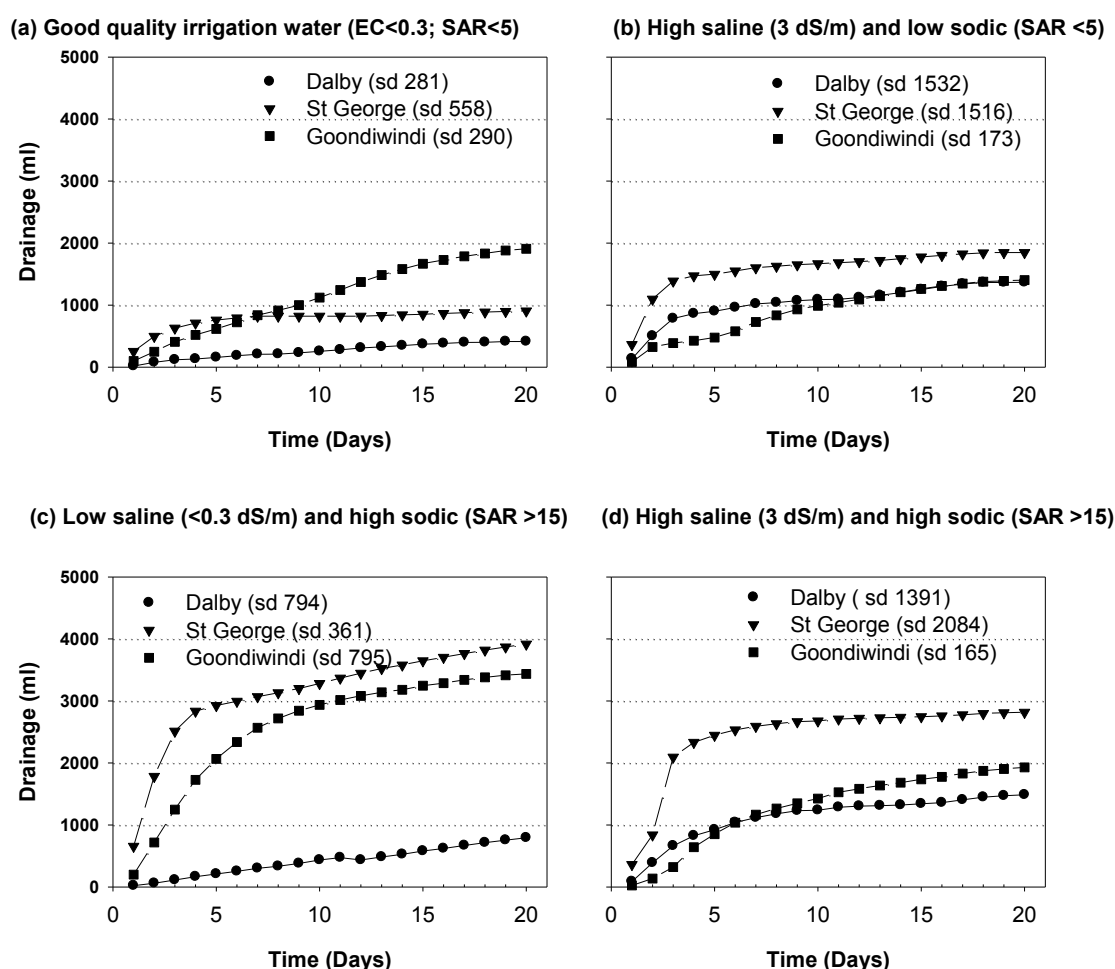 (a) Good quality irrigation water (EC<0.3; SAR<5)
Dalby (sd 281)
St George (sd 558)
Goondiwindi (sd 290)
Drainage (ml)
5000
4000
3000
2000
1000
0
0 5 10 15 20
Time (Days)
(b) High saline (3 dS/m) and low sodic (SAR <5)
Dalby (sd 1532)
St George (sd 1516)
Goondiwindi (sd 173)
0 5 10 15 20
Time (Days)
(c) Low saline (<0.3 dS/m) and high sodic (SAR >15)
Dalby (sd 794)
St George (sd 361)
Goondiwindi (sd 795)
Drainage (ml)
5000
4000
3000
2000
1000
0
0 5 10 15 20
Time (Days)
(d) High saline (3 dS/m) and high sodic (SAR >15)
Dalby ( sd 1391)
St George (sd 2084)
Goondiwindi (sd 165)
0 5 10 15 20
Time (Days)